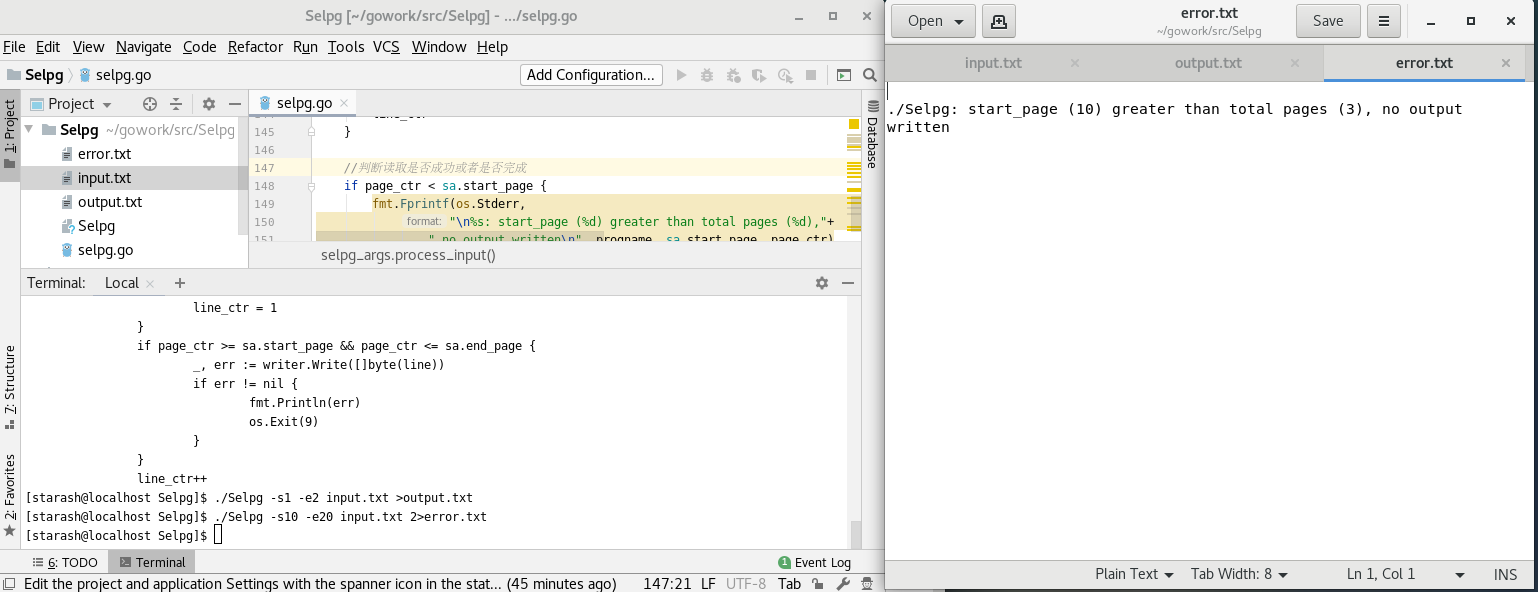 Selpg [~/gowork/src/Selpg] - .../selpg.go
File Edit View Navigate Code Refactor Run Tools VCS Window Help
Selpg selpg.go Add Configuration...
1: Project
Project
selpg.go
Selpg ~/gowork/src/Selpg
error.txt
input.txt
output.txt
Selpg
selpg.go
145 }
146
147 //判断读取是否成功或者是否完成
148 if page_ctr < sa.start_page {
149 fmt.Fprintf(os.Stderr,
150 format: "\n%s: start_page (%d) greater than total pages (%d),"+
151 " no output written\n", progname, sa.start_page, page_ctr)
selpg_args.process_input()
Database
Terminal: Local +
line_ctr = 1
}
if page_ctr >= sa.start_page && page_ctr <= sa.end_page {
_, err := writer.Write([]byte(line))
if err != nil {
fmt.Println(err)
os.Exit(9)
}
}
line_ctr++
[starash@localhost Selpg]$ ./Selpg -s1 -e2 input.txt >output.txt
[starash@localhost Selpg]$ ./Selpg -s10 -e20 input.txt 2>error.txt
[starash@localhost Selpg]$
7: Structure
2: Favorites
6: TODO Terminal 1 Event Log
Edit the project and application Settings with the spanner icon in the stat... (45 minutes ago) 147:21 LF UTF-8 Tab
Open error.txt Save
~/gowork/src/Selpg
input.txt output.txt error.txt
./Selpg: start_page (10) greater than total pages (3), no output
written
Plain Text Tab Width: 8 Ln 1, Col 1 INS